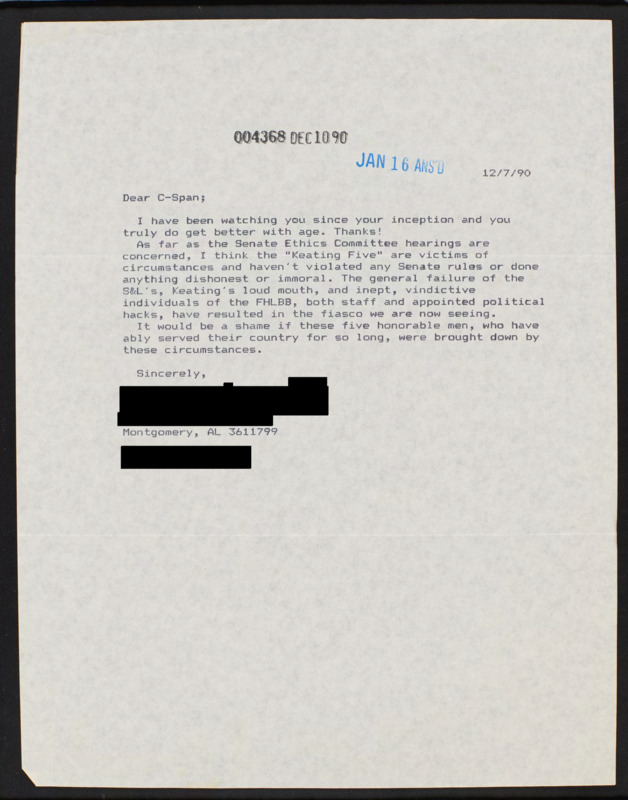 004368 DEC 10 90
JAN 16 ANS'D
12/7/90
Dear C-Span;
I have been watching you since your inception and you
truly do get better with age. Thanks!
As far as the Senate Ethics Committee hearings are
concerned, I think the "Keating Five" are victims of
circumstances and haven't violated any Senate rules or done
anything dishonest or immoral. The general failure of the
S&L's, Keating's loud mouth, and inept, vindictive
individuals of the FHLBB, both staff and appointed political
hacks, have resulted in the fiasco we are now seeing.
It would be a shame if these five honorable men, who have
ably served their country for so long, were brought down by
these circumstances.
Sincerely,
Montgomery, AL 3611799